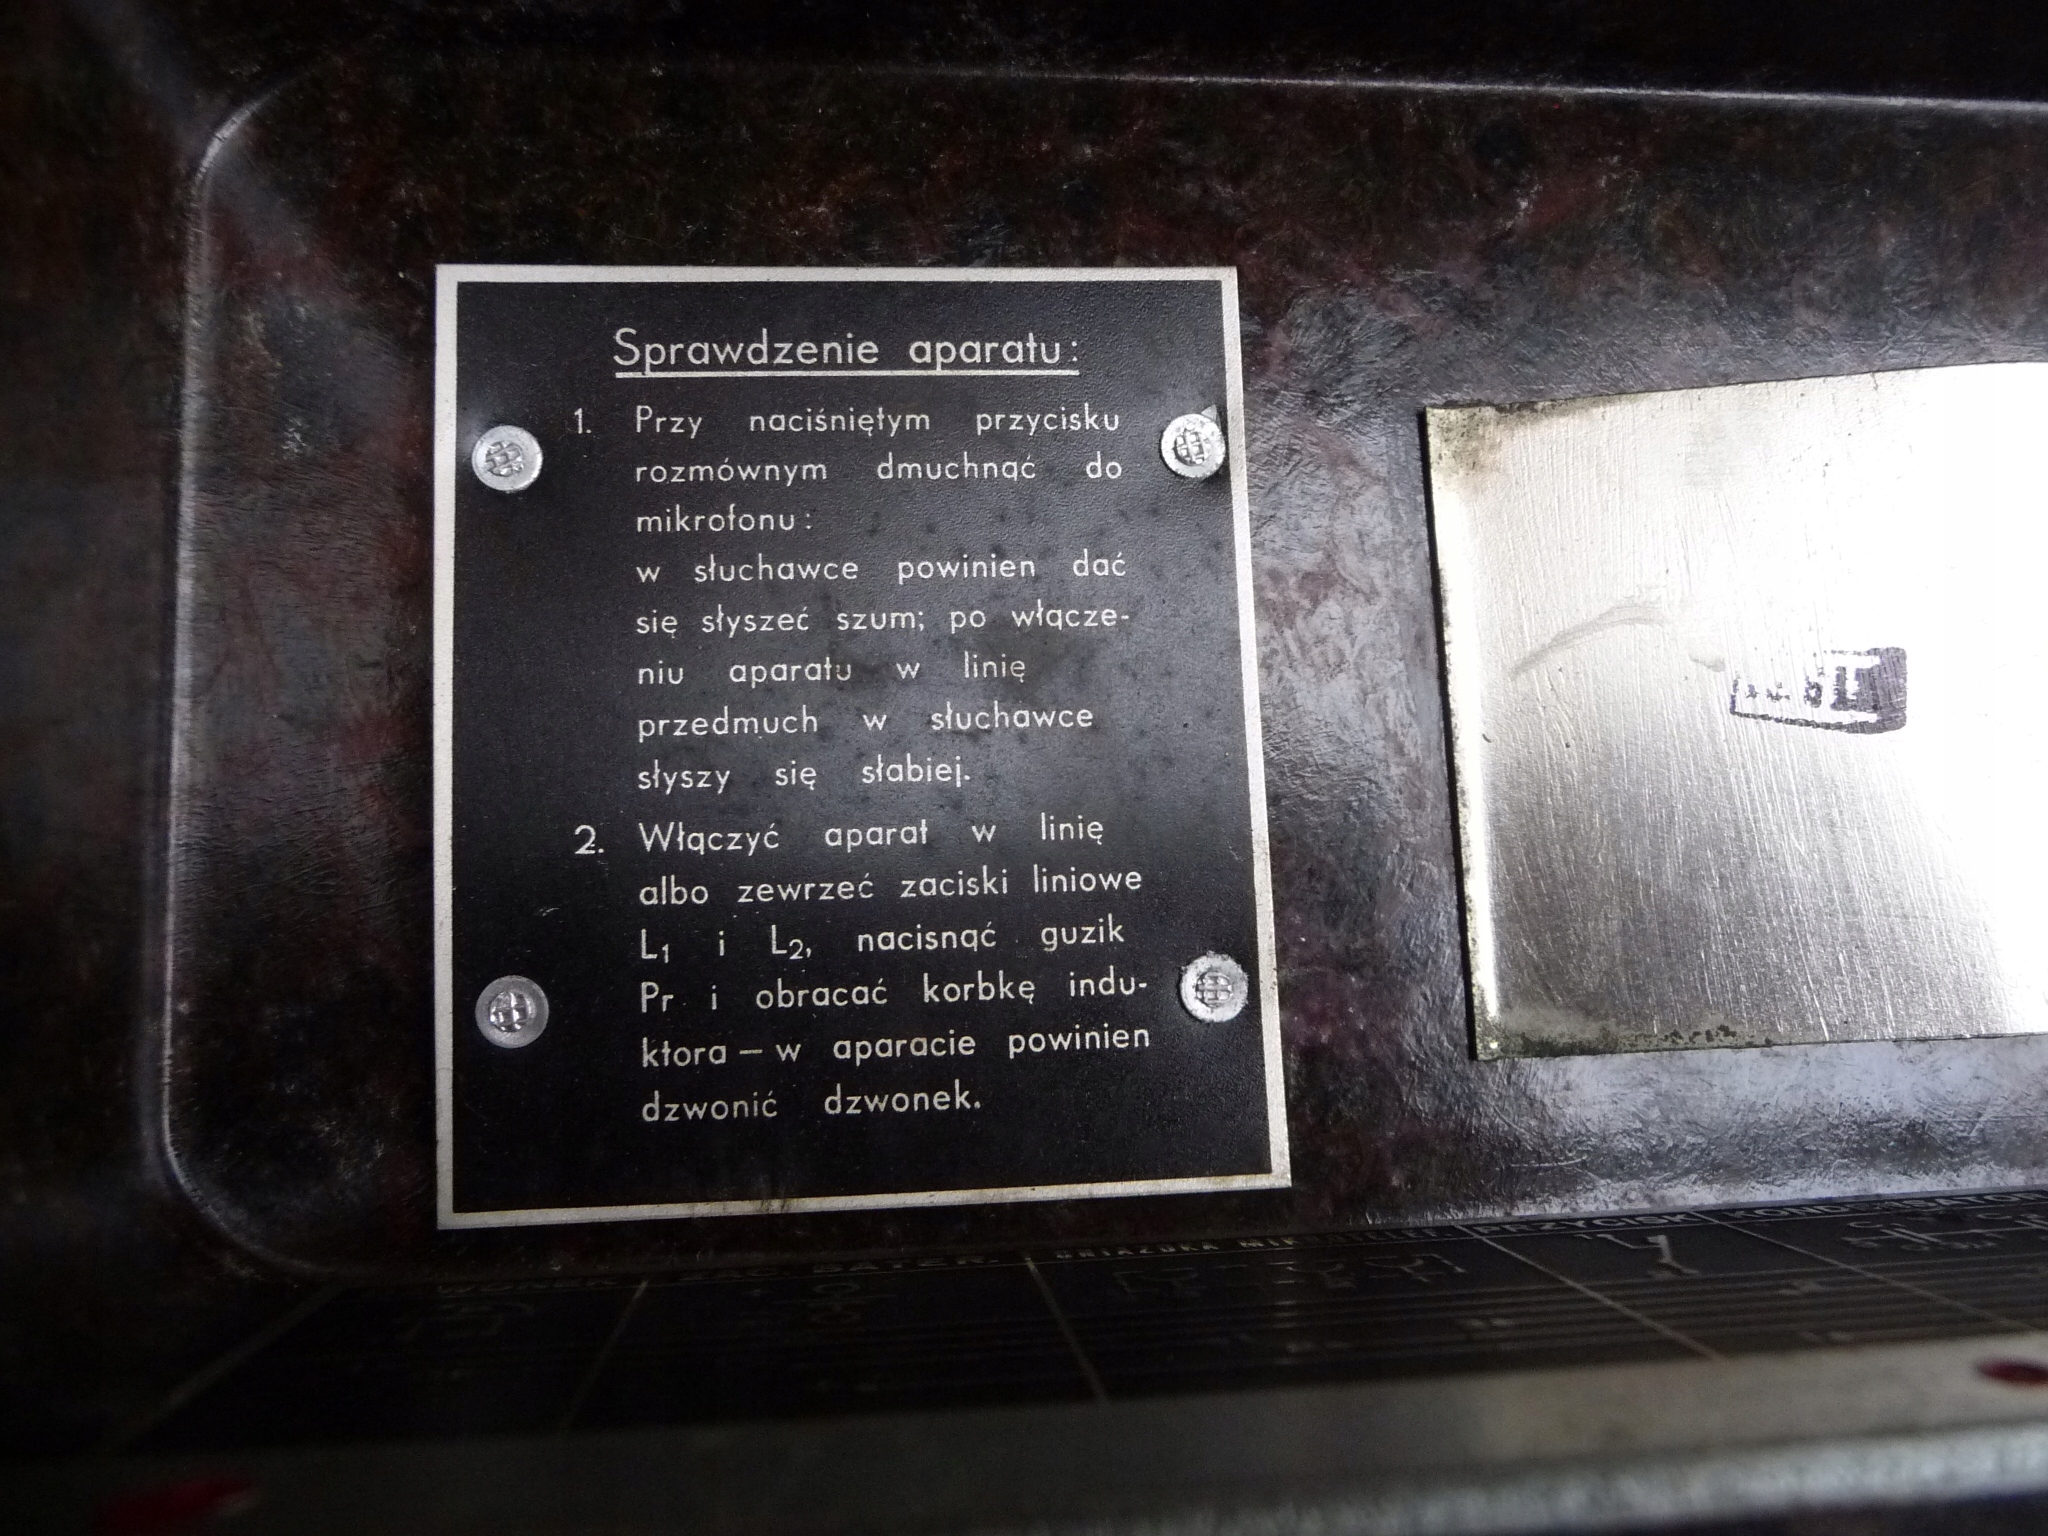 Sprawdzenie aparatu:
1. Przy naciśniętym przycisku
rozmównym dmuchnąć do
mikrofonu:
w słuchawce powinien dać
się słyszeć szum; po włącze-
niu aparatu w linię
przedmuch w słuchawce
słyszy się słabiej.
2. Włączyć aparat w linię
albo zewrzeć zaciski liniowe
L₁ i L₂, nacisnąć guzik
Pr i obracać korbkę indu-
ktora – w aparacie powinien
dzwonić dzwonek.